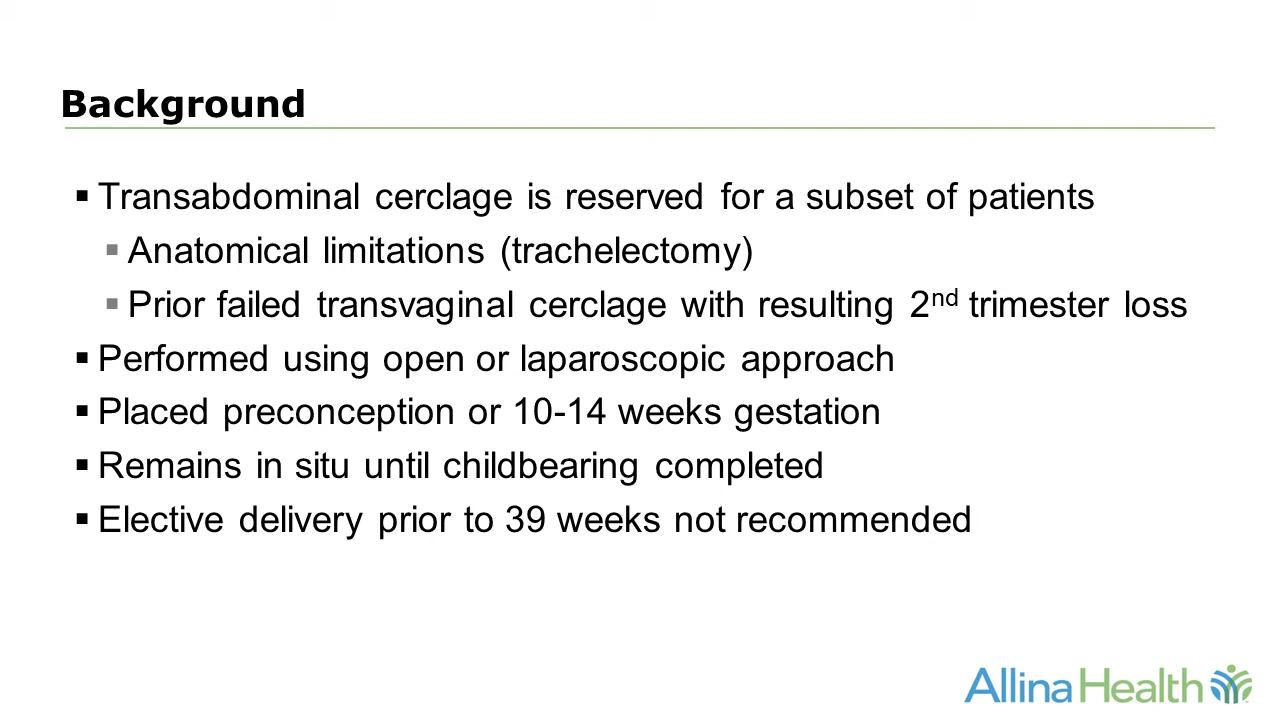 Background
▪ Transabdominal cerclage is reserved for a subset of patients
▪ Anatomical limitations (trachelectomy)
▪ Prior failed transvaginal cerclage with resulting 2nd trimester loss
▪ Performed using open or laparoscopic approach
▪ Placed preconception or 10-14 weeks gestation
▪ Remains in situ until childbearing completed
▪ Elective delivery prior to 39 weeks not recommended
Allina Health